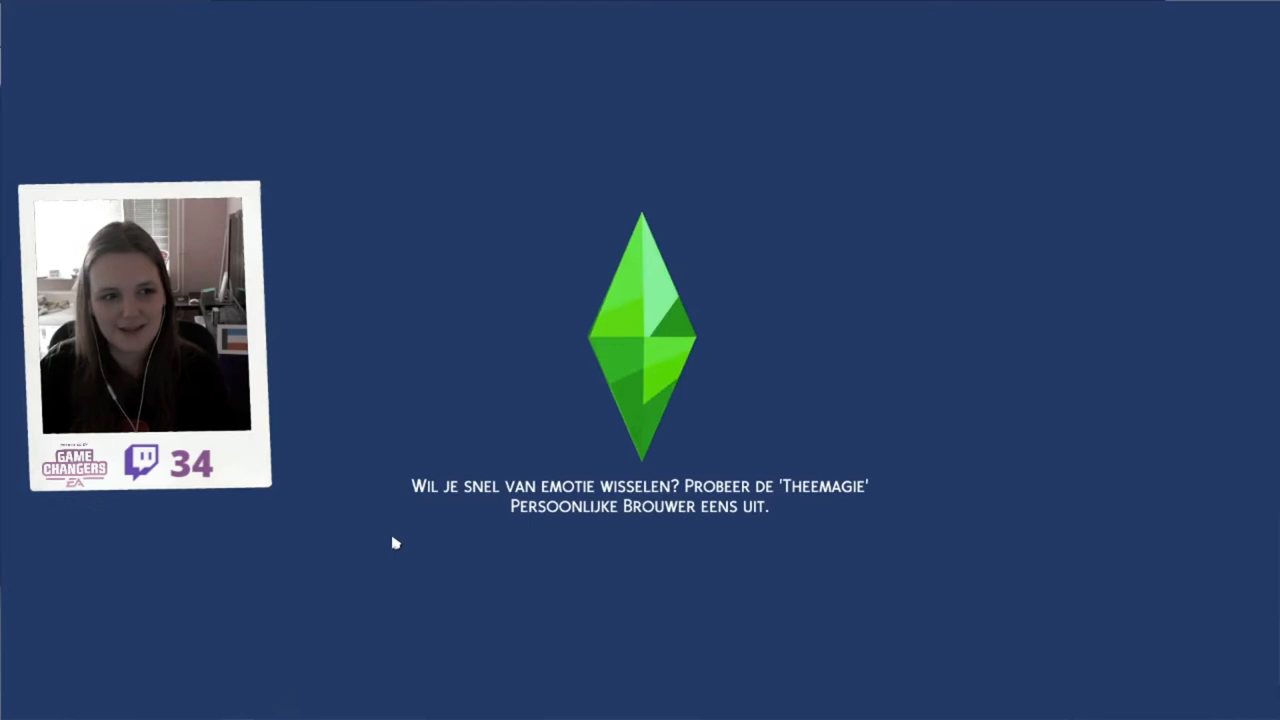 GAME
CHANGERS
EA
34
Wil je snel van emotie wisselen? Probeer de 'Theemagie'
Persoonlijke Brouwer eens uit.